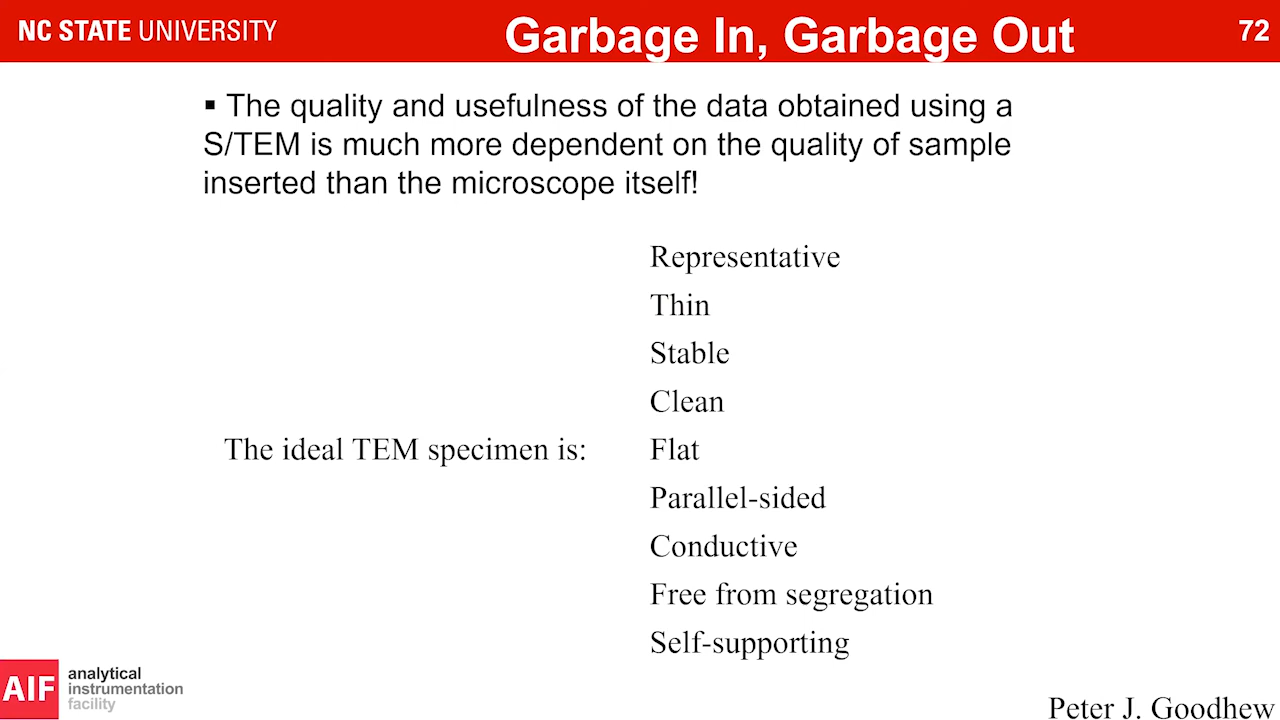 NC STATE UNIVERSITY
Garbage In, Garbage Out
72
▪ The quality and usefulness of the data obtained using a
S/TEM is much more dependent on the quality of sample
inserted than the microscope itself!
Representative
Thin
Stable
Clean
The ideal TEM specimen is: Flat
Parallel-sided
Conductive
Free from segregation
Self-supporting
AIF
analytical
instrumentation
facility
Peter J. Goodhew